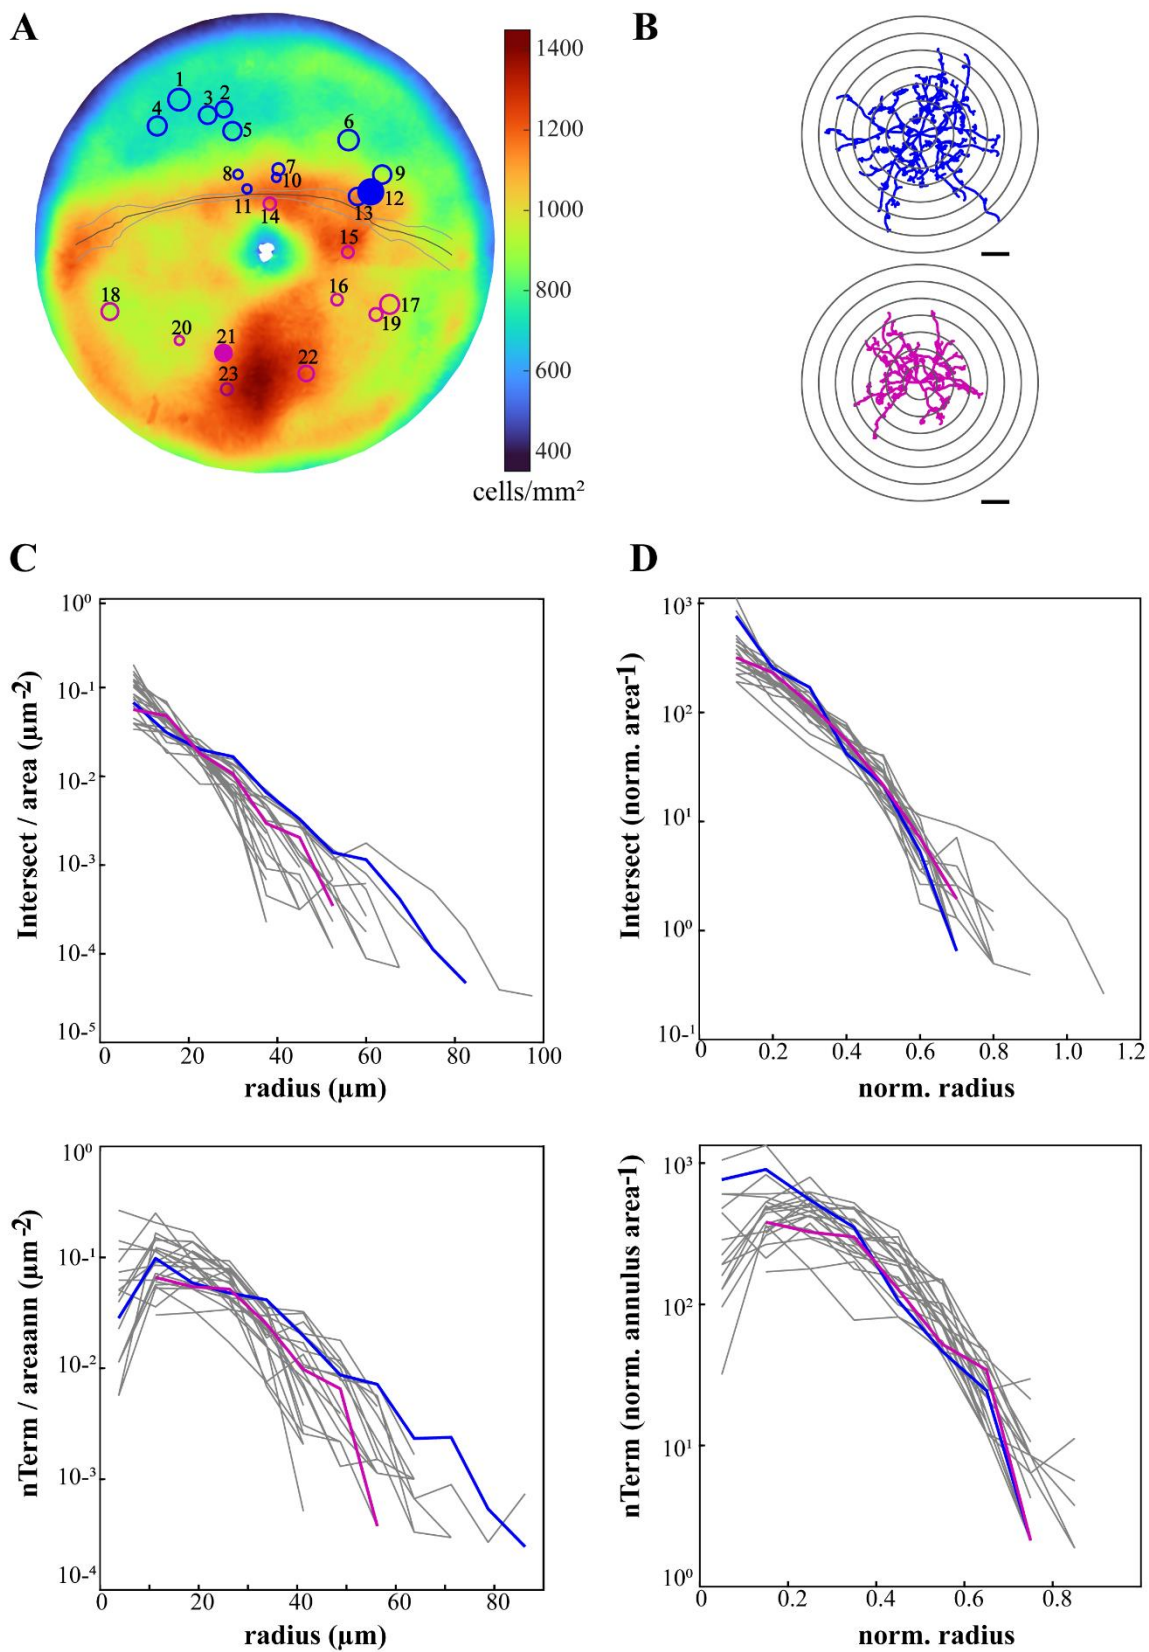 A
B
1
2
3
4
5
6
7
8
9
10
11
12
13
14
15
16
17
18
19
20
21
22
23
1400
1200
1000
800
600
400
cells/mm²
C
D
10⁰
10-¹
10-²
10-³
10-⁴
10-⁵
Intersect / area (µm-²)
0 20 40 60 80 100
radius (µm)
10³
10²
10¹
10⁰
10-¹
Intersect (norm. area-¹)
0 0.2 0.4 0.6 0.8 1.0 1.2
norm. radius
10⁰
10-¹
10-²
10-³
10-⁴
nTerm / areaann (µm-²)
0 20 40 60 80
radius (µm)
10³
10²
10¹
10⁰
nTerm (norm. annulus area-¹)
0.2 0.4 0.6 0.8
norm. radius